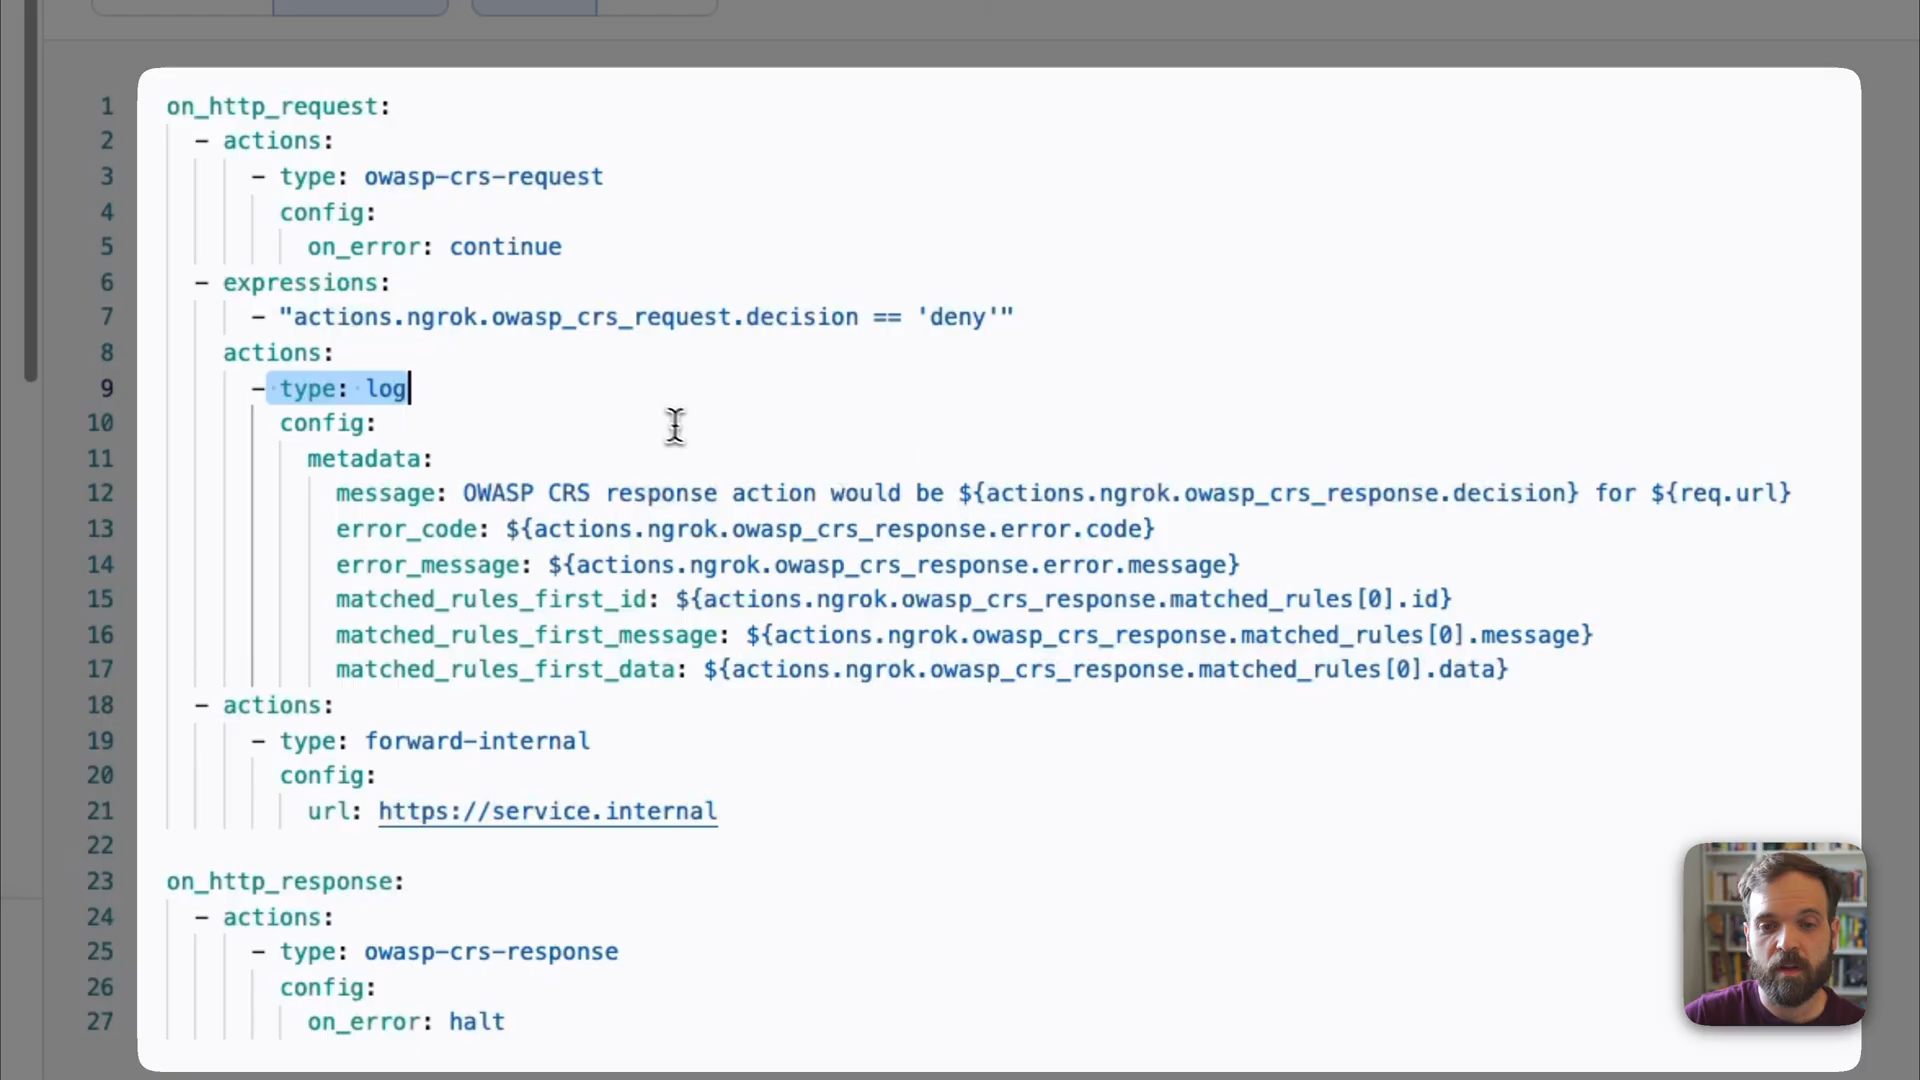 1 on_http_request:
2 - actions:
3 - type: owasp-crs-request
4 config:
5 on_error: continue
6 - expressions:
7 - "actions.ngrok.owasp_crs_request.decision == 'deny'"
8 actions:
9 - type: log
10 config:
11 metadata:
12 message: OWASP CRS response action would be ${actions.ngrok.owasp_crs_response.decision} for ${req.url}
13 error_code: ${actions.ngrok.owasp_crs_response.error.code}
14 error_message: ${actions.ngrok.owasp_crs_response.error.message}
15 matched_rules_first_id: ${actions.ngrok.owasp_crs_response.matched_rules[0].id}
16 matched_rules_first_message: ${actions.ngrok.owasp_crs_response.matched_rules[0].message}
17 matched_rules_first_data: ${actions.ngrok.owasp_crs_response.matched_rules[0].data}
18 - actions:
19 - type: forward-internal
20 config:
21 url: https://service.internal
22
23 on_http_response:
24 - actions:
25 - type: owasp-crs-response
26 config:
27 on_error: halt